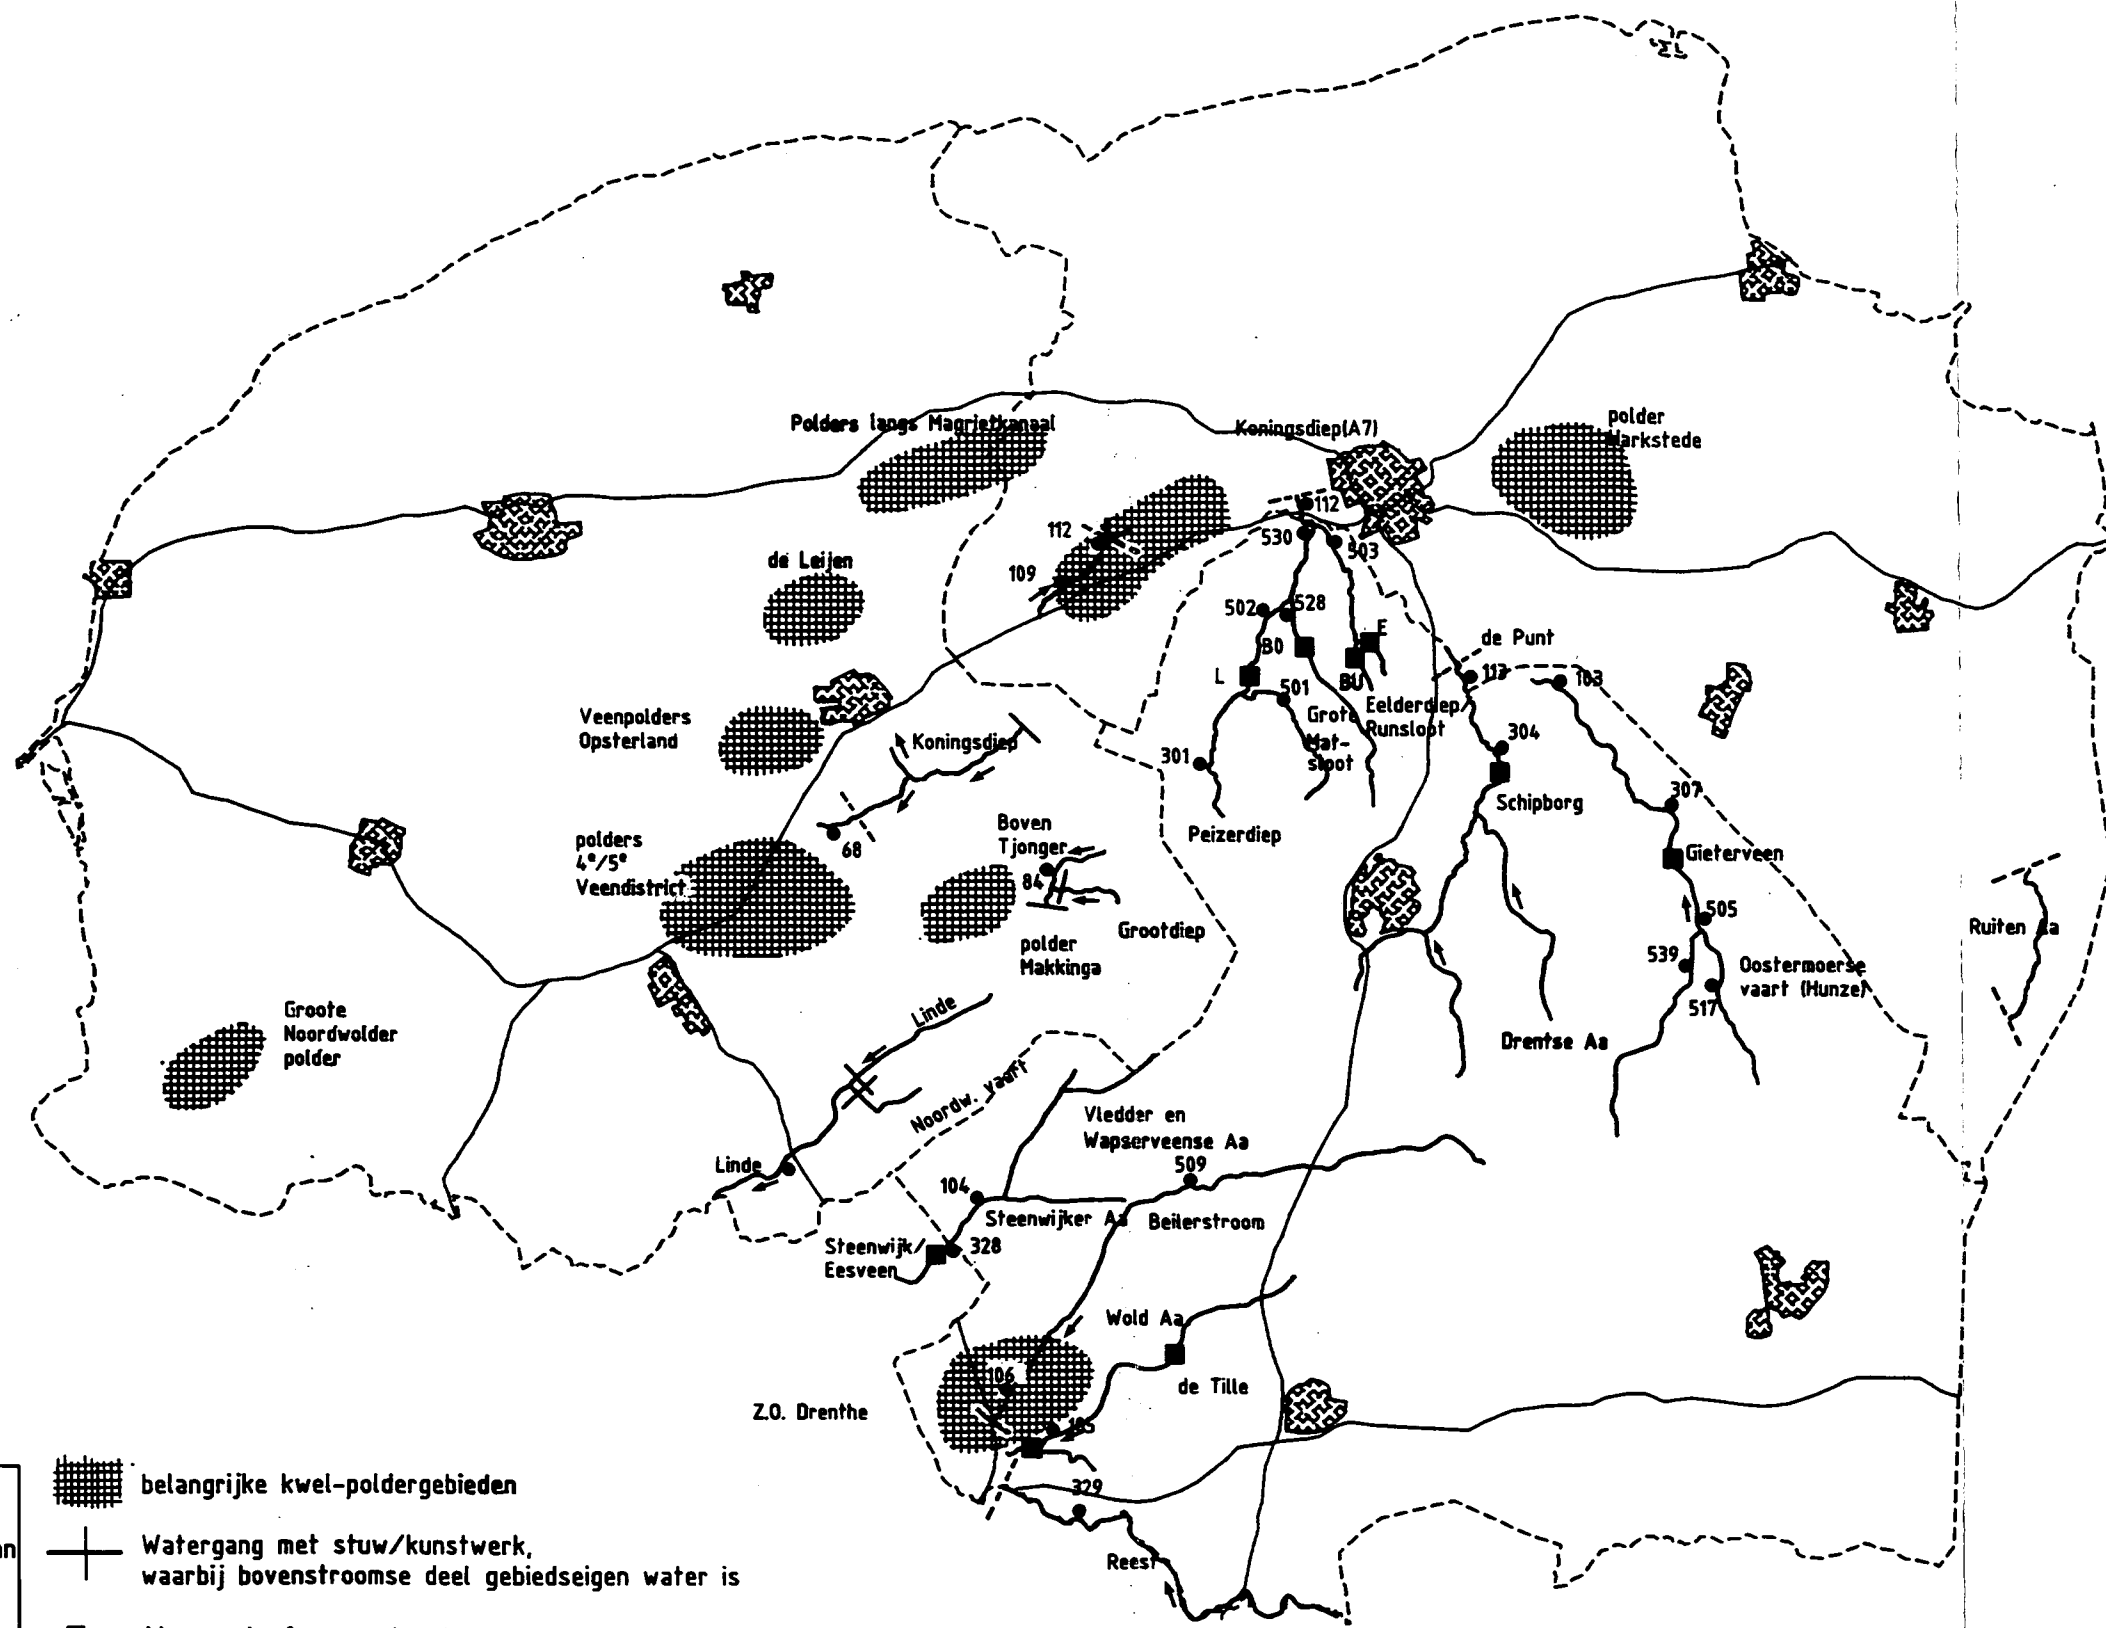 Polders langs Magrietkanaal
Koningsdiep(A7)
polder
Markstede
112
112
530
503
109
de Leijen
502
528
BO
E
BU
L
501
de Punt
113
103
Veenpolders
Opsterland
Koningsdiep
Grote
Mat-
sloot
Eelderdiep/
Runsloot
301
304
Peizerdiep
Schipborg
307
68
Boven
Tjonger
84
polders
4e/5e
Veendistrict
Gieterveen
505
Grootdiep
polder
Makkinga
Ruiten Aa
539
517
Oostermoerse
vaart (Hunze)
Drentse Aa
Groote
Noordwolder
polder
Linde
Noordw. vaart
Vledder en
Wapserveense Aa
509
Linde
104
Steenwijker Aa
Beilerstroom
Steenwijk/
Eesveen
328
Wold Aa
106
de Tille
Z.O. Drenthe
105
329
Reest
belangrijke kwel-poldergebieden
Watergang met stuw/kunstwerk,
waarbij bovenstroomse deel gebiedseigen water is